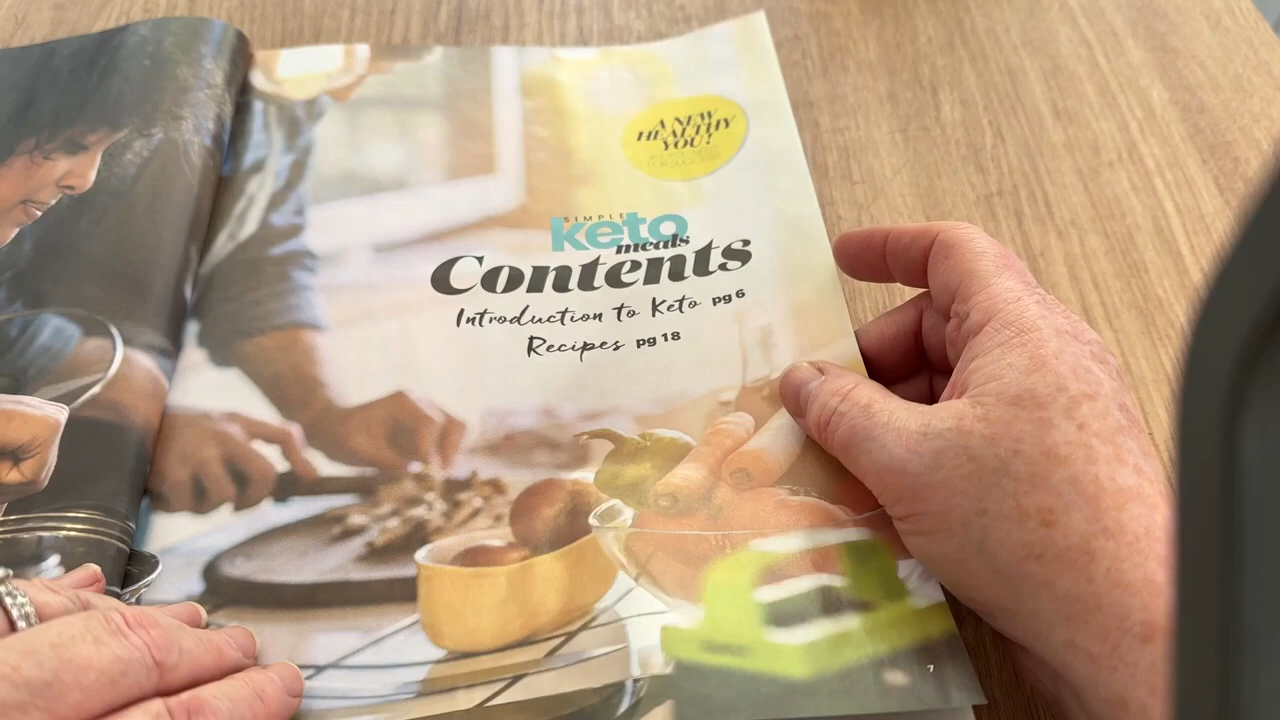 A NEW
HEALTHY
YOU!
SIMPLE
keto
meals
Contents
Introduction to Keto pg 6
Recipes pg 18
7